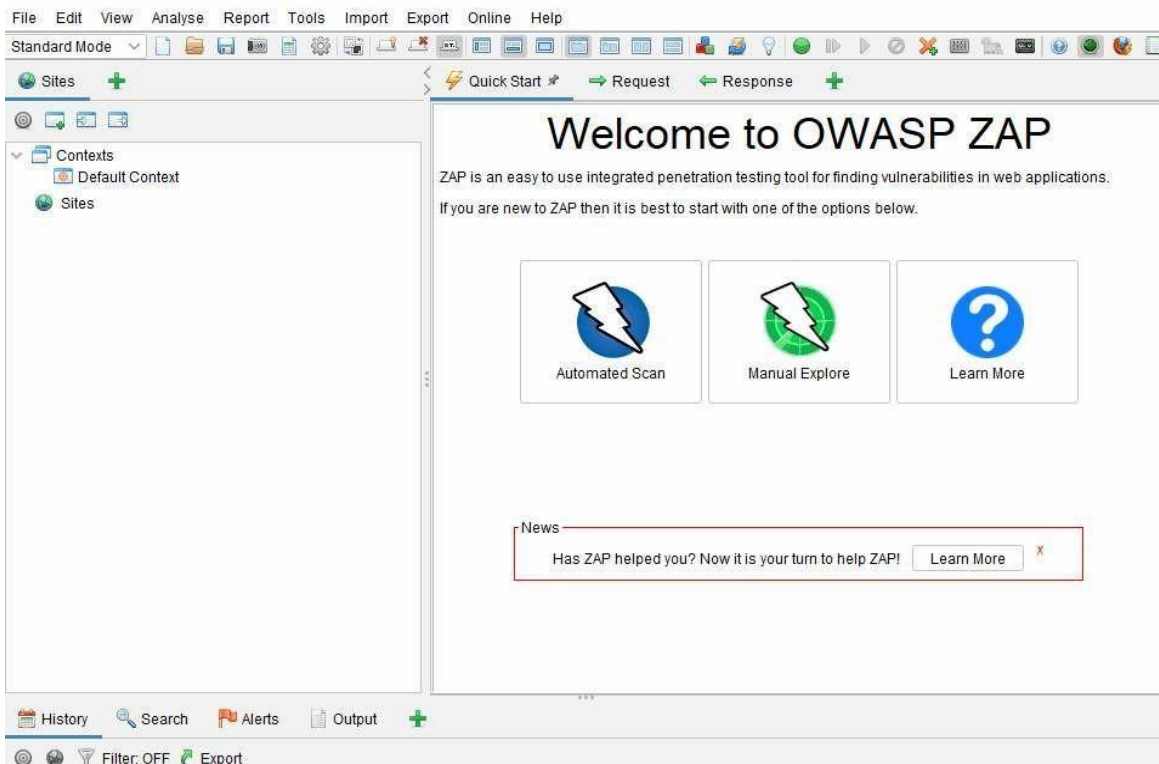 File Edit View Analyse Report Tools Import Export Online Help
Standard Mode
Sites
Quick Start Request Response
Contexts
Default Context
Sites
Welcome to OWASP ZAP
ZAP is an easy to use integrated penetration testing tool for finding vulnerabilities in web applications.
If you are new to ZAP then it is best to start with one of the options below.
Automated Scan Manual Explore Learn More
News
Has ZAP helped you? Now it is your turn to help ZAP! Learn More X
History Search Alerts Output
Filter: OFF Export